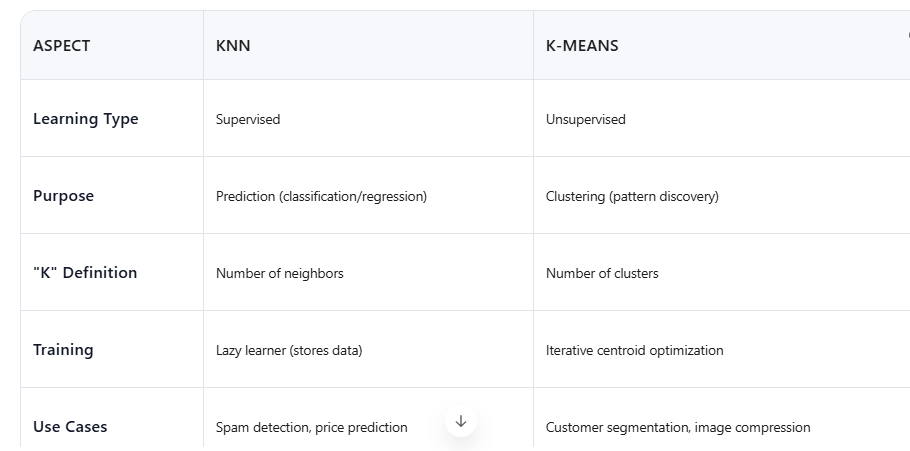 ASPECT KNN K-MEANS
Learning Type Supervised Unsupervised
Purpose Prediction (classification/regression) Clustering (pattern discovery)
"K" Definition Number of neighbors Number of clusters
Training Lazy learner (stores data) Iterative centroid optimization
Use Cases Spam detection, price prediction Customer segmentation, image compression